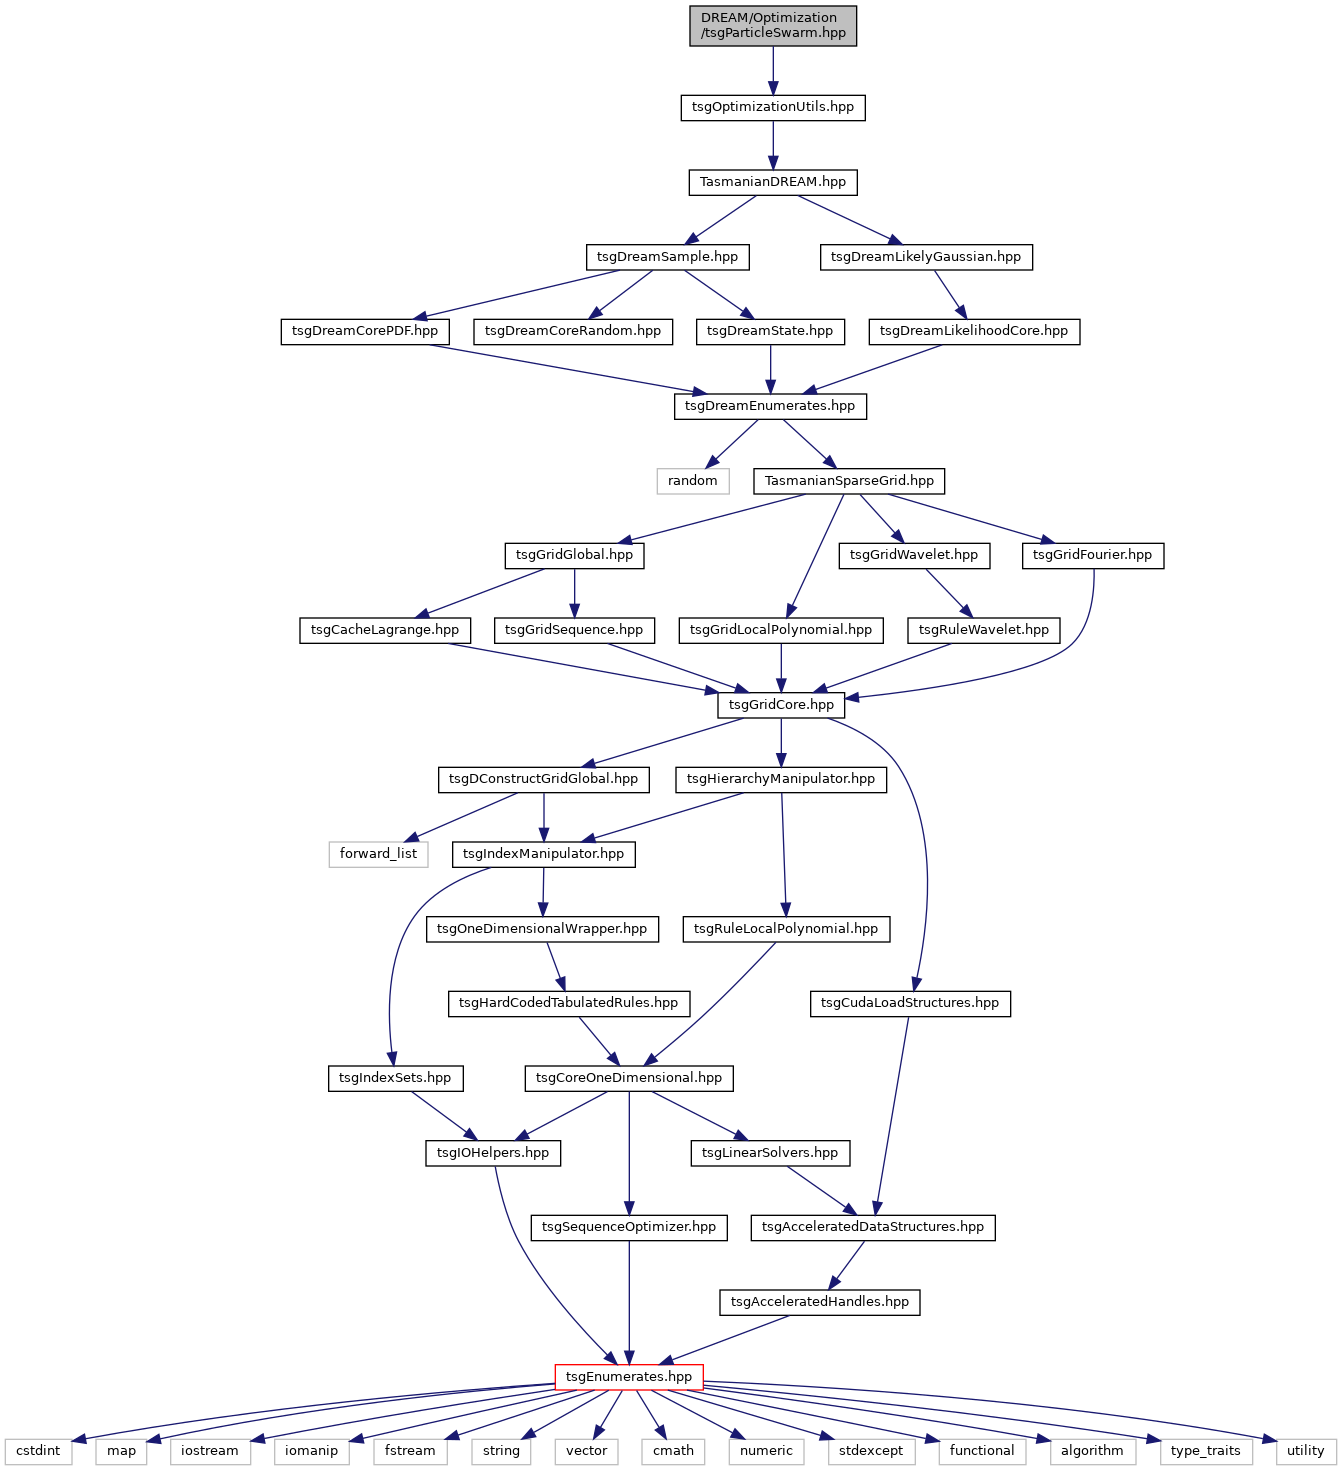 DREAM/Optimization
/tsgParticleSwarm.hpp
tsgOptimizationUtils.hpp
TasmanianDREAM.hpp
tsgDreamSample.hpp
tsgDreamLikelyGaussian.hpp
tsgDreamCorePDF.hpp
tsgDreamCoreRandom.hpp
tsgDreamState.hpp
tsgDreamLikelihoodCore.hpp
tsgDreamEnumerates.hpp
random
TasmanianSparseGrid.hpp
tsgGridGlobal.hpp
tsgGridWavelet.hpp
tsgGridFourier.hpp
tsgCacheLagrange.hpp
tsgGridSequence.hpp
tsgGridLocalPolynomial.hpp
tsgRuleWavelet.hpp
tsgGridCore.hpp
tsgDConstructGridGlobal.hpp
tsgHierarchyManipulator.hpp
forward_list
tsgIndexManipulator.hpp
tsgOneDimensionalWrapper.hpp
tsgRuleLocalPolynomial.hpp
tsgHardCodedTabulatedRules.hpp
tsgCudaLoadStructures.hpp
tsgIndexSets.hpp
tsgCoreOneDimensional.hpp
tsgIOHelpers.hpp
tsgLinearSolvers.hpp
tsgSequenceOptimizer.hpp
tsgAcceleratedDataStructures.hpp
tsgAcceleratedHandles.hpp
tsgEnumerates.hpp
cstdint
map
iostream
iomanip
fstream
string
vector
cmath
numeric
stdexcept
functional
algorithm
type_traits
utility